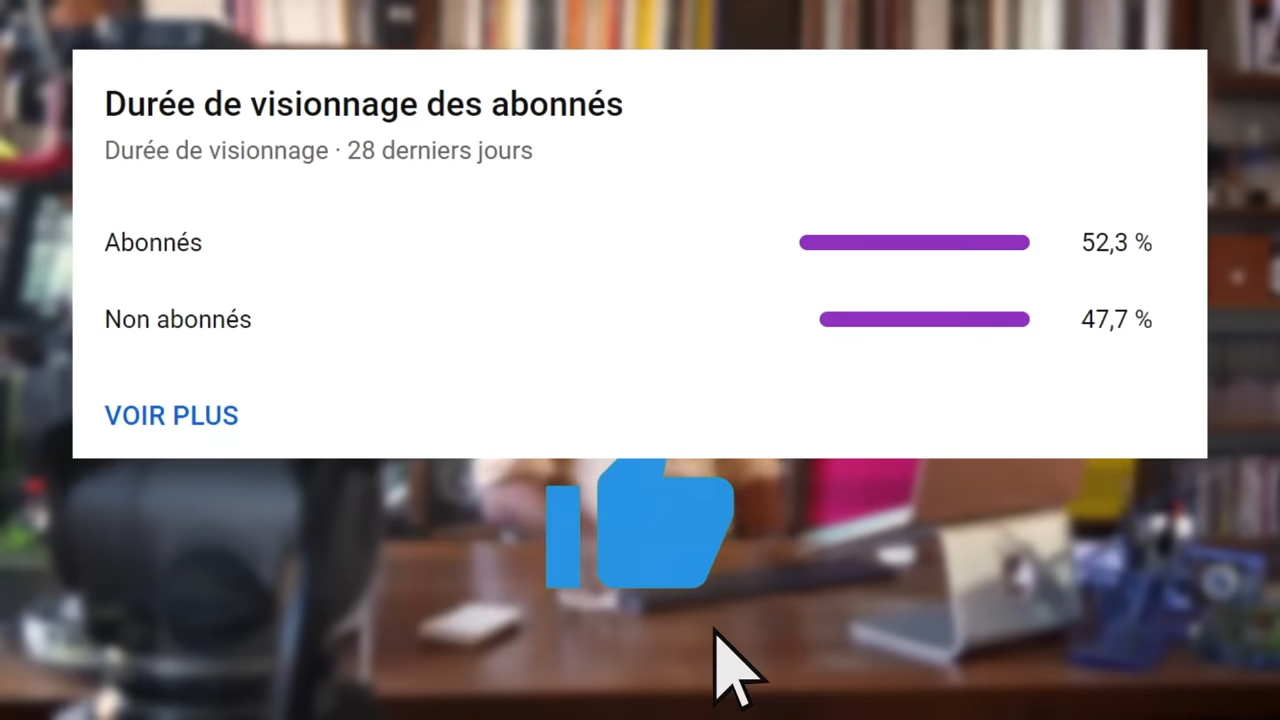 Durée de visionnage des abonnés
Durée de visionnage · 28 derniers jours
Abonnés 52,3 %
Non abonnés 47,7 %
VOIR PLUS